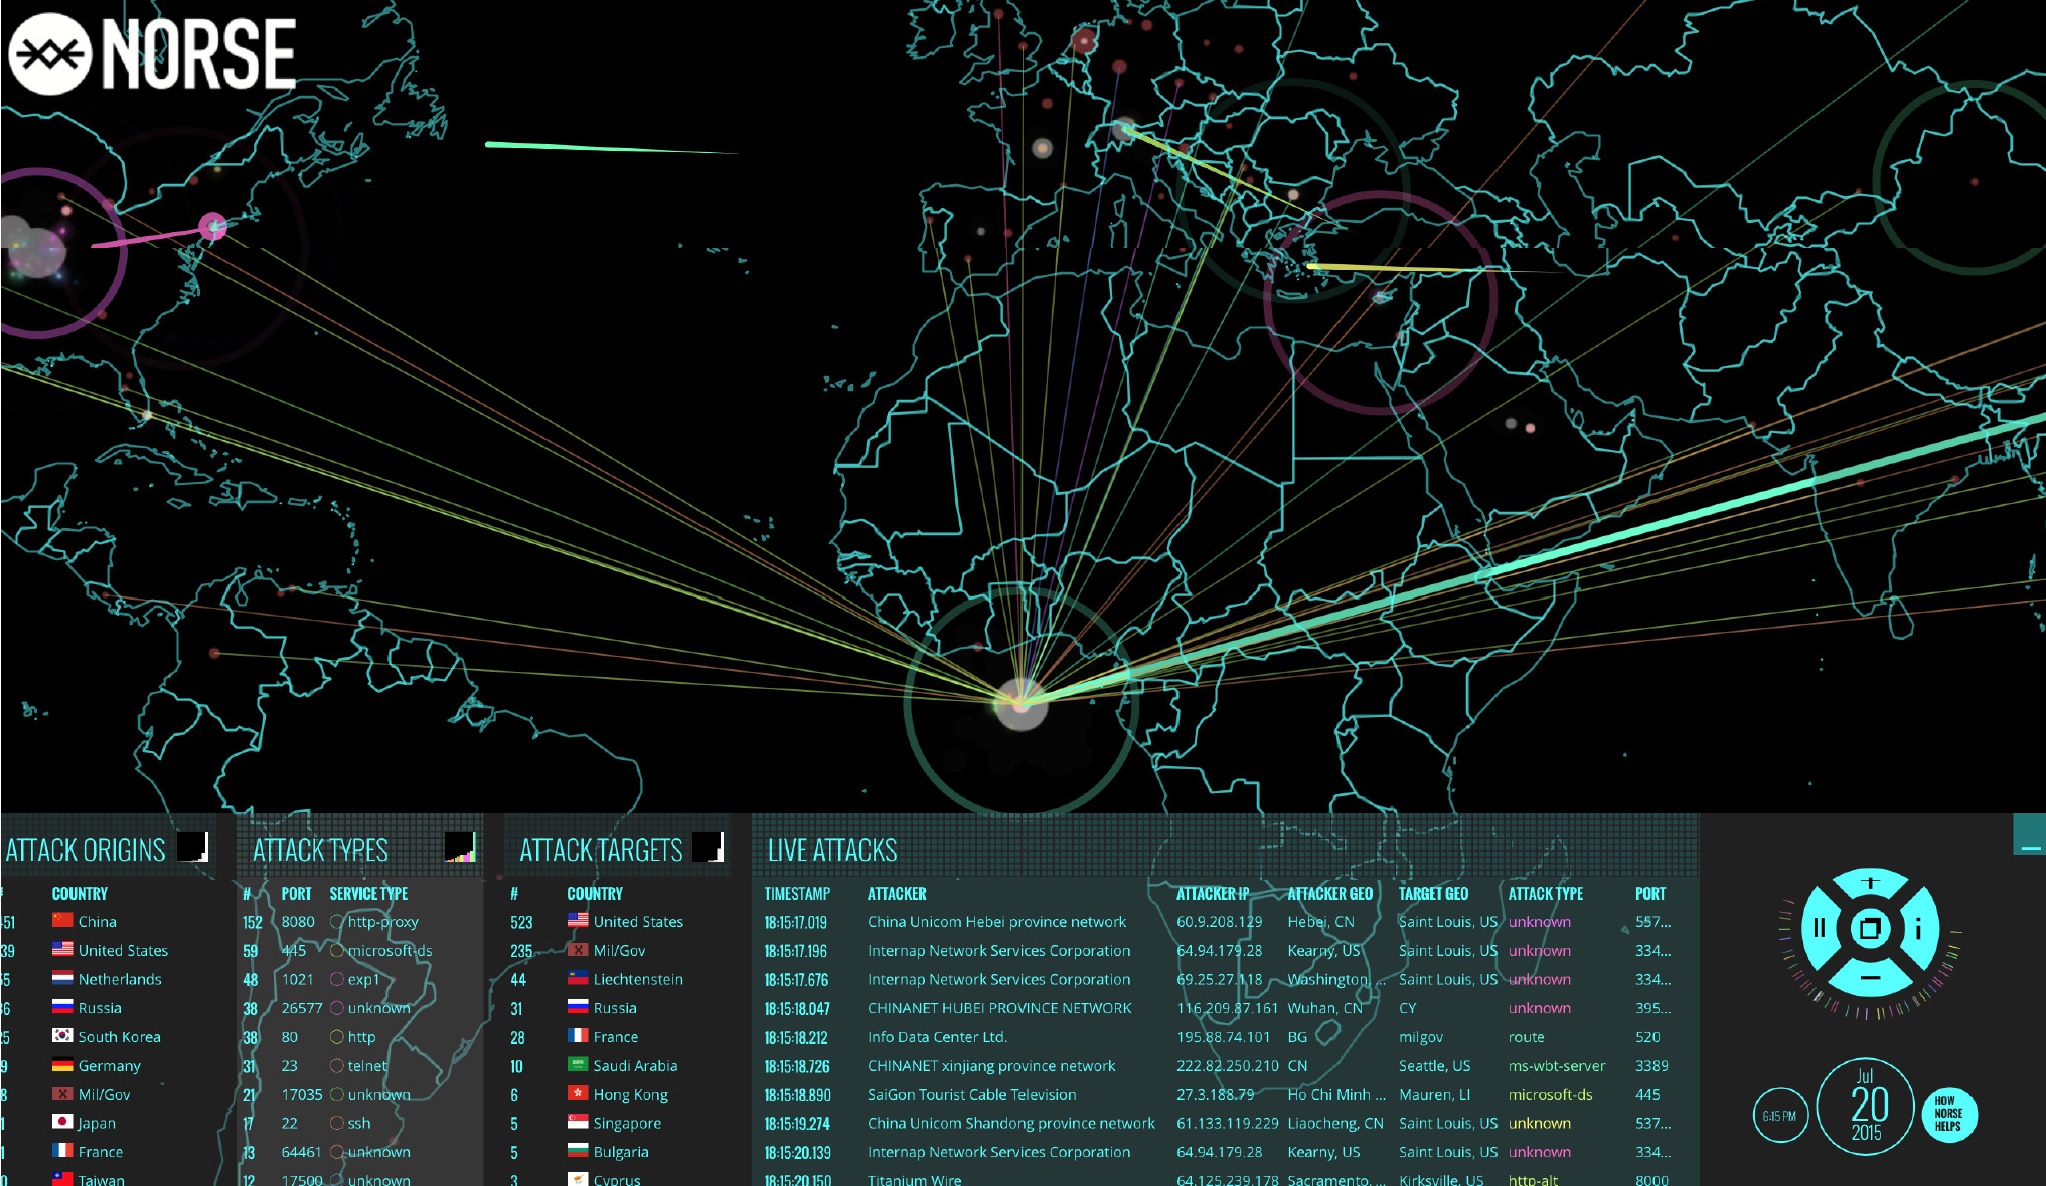 NORSE
ATTACK ORIGINS
# COUNTRY
451 China
39 United States
55 Netherlands
36 Russia
25 South Korea
9 Germany
8 Mil/Gov
1 Japan
1 France
0 Taiwan
ATTACK TYPES
# PORT SERVICE TYPE
152 8080 http-proxy
59 445 microsoft-ds
48 1021 exp1
38 26577 unknown
38 80 http
31 23 telnet
21 17035 unknown
17 22 ssh
13 64461 unknown
12 17500 unknown
ATTACK TARGETS
# COUNTRY
523 United States
235 Mil/Gov
44 Liechtenstein
31 Russia
28 France
10 Saudi Arabia
6 Hong Kong
5 Singapore
5 Bulgaria
3 Cyprus
LIVE ATTACKS
TIMESTAMP ATTACKER ATTACKER IP ATTACKER GEO TARGET GEO ATTACK TYPE PORT
18:15:17.019 China Unicom Hebei province network 60.9.208.129 Hebei, CN Saint Louis, US unknown 557...
18:15:17.196 Internap Network Services Corporation 64.94.179.28 Kearny, US Saint Louis, US unknown 334...
18:15:17.676 Internap Network Services Corporation 69.25.27.118 Washington, ... Saint Louis, US unknown 334...
18:15:18.047 CHINANET HUBEI PROVINCE NETWORK 116.209.87.161 Wuhan, CN CY unknown 395...
18:15:18.212 Info Data Center Ltd. 195.88.74.101 BG milgov route 520
18:15:18.726 CHINANET xinjiang province network 222.82.250.210 CN Seattle, US ms-wbt-server 3389
18:15:18.890 SaiGon Tourist Cable Television 27.3.188.79 Ho Chi Minh ... Mauren, LI microsoft-ds 445
18:15:19.274 China Unicom Shandong province network 61.133.119.229 Liaocheng, CN Saint Louis, US unknown 537...
18:15:20.139 Internap Network Services Corporation 64.94.179.28 Kearny, US Saint Louis, US unknown 334...
18:15:20.150 Titanium Wire 64.125.239.178 Sacramento, ... Kirksville, US http-alt 8000
6:15 PM
Jul
20
2015
HOW
NORSE
HELPS